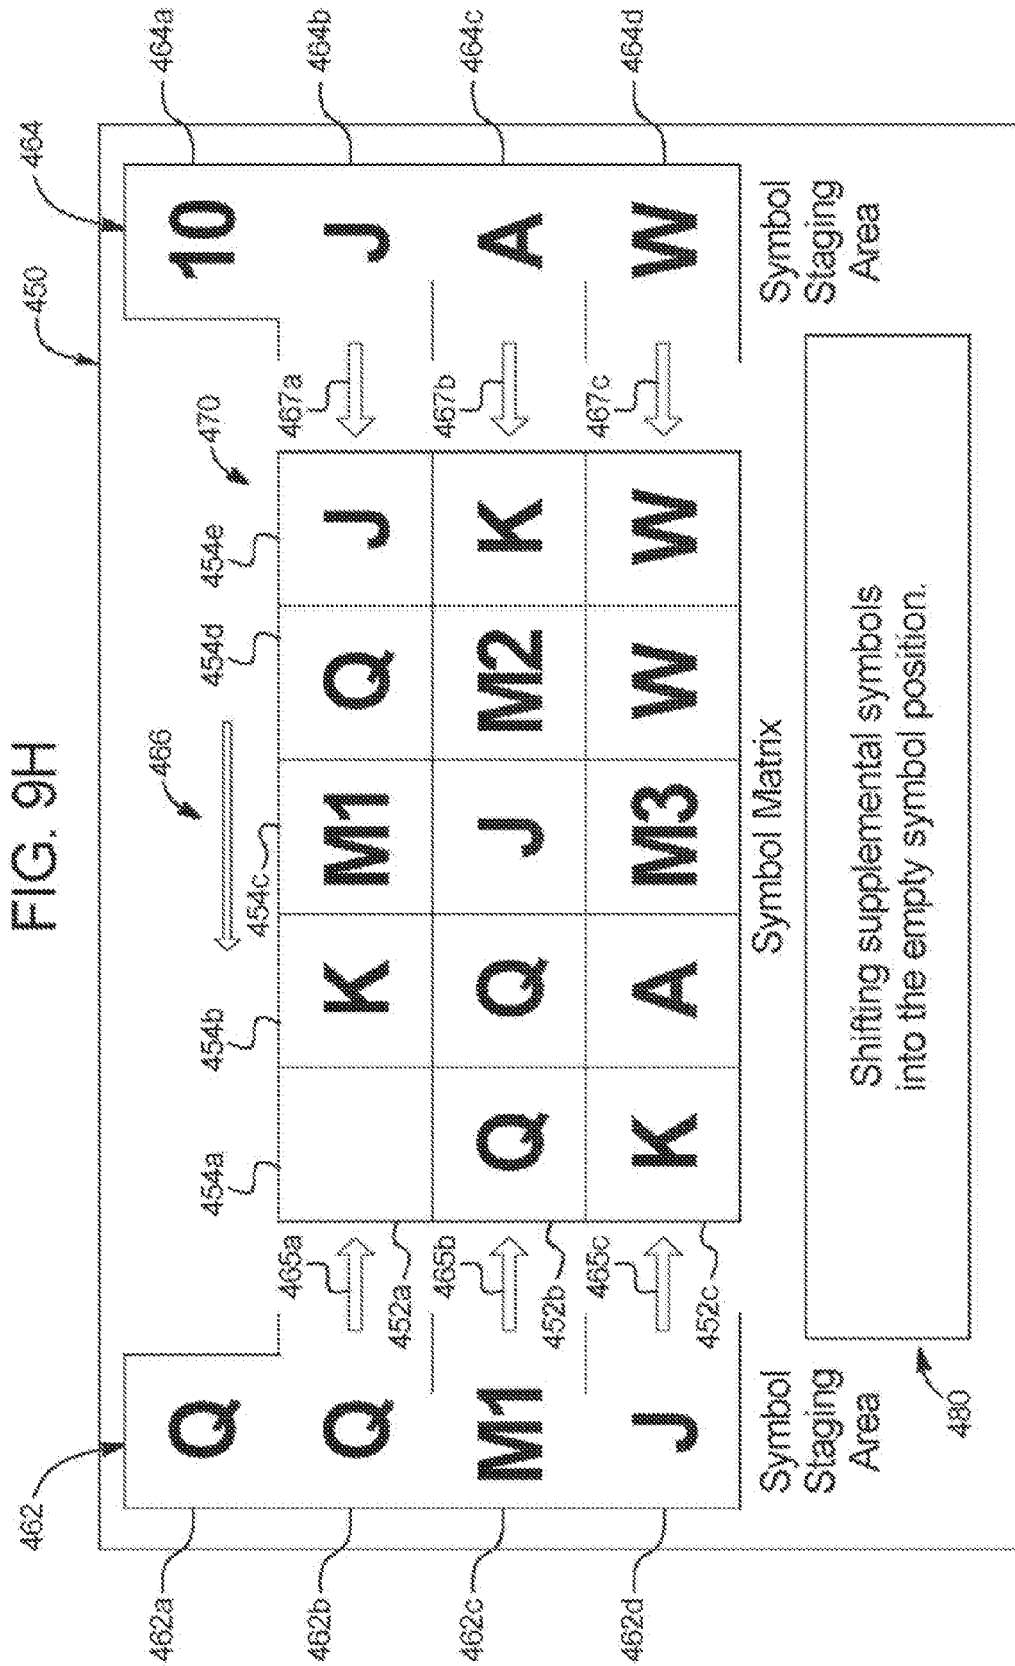 FIG. 9H
450
462
464
466
470
454a
454b
454c
454d
454e
462a
Q
10
464a
462b
Q
465a
K
M1
Q
J
467a
J
464b
452a
462c
M1
465b
Q
Q
J
M2
K
467b
A
464c
452b
462d
J
465c
K
A
M3
W
W
467c
W
464d
452c
Symbol
Staging
Area
Symbol Matrix
Symbol
Staging
Area
480
Shifting supplemental symbols
into the empty symbol position.